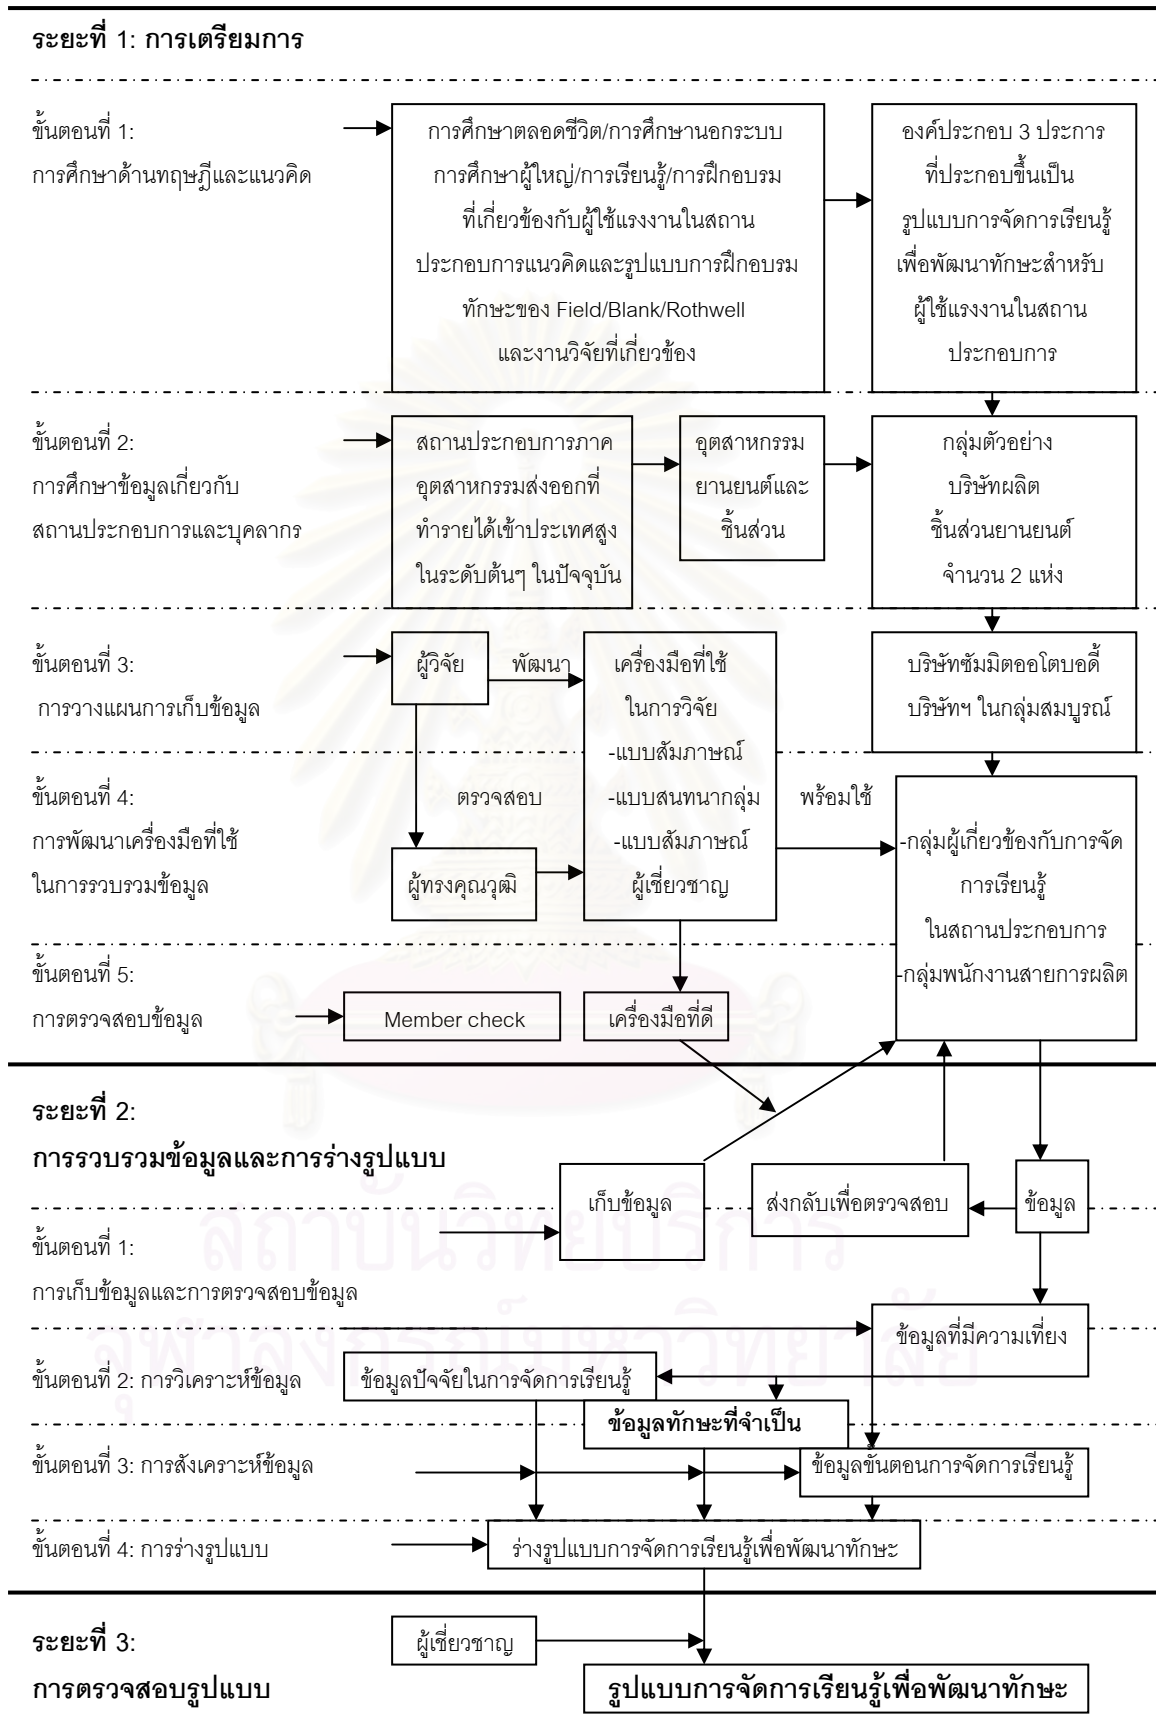 ระยะที่ 1: การเตรียมการ
ขั้นตอนที่ 1:
การศึกษาด้านทฤษฎีและแนวคิด
การศึกษาตลอดชีวิต/การศึกษานอกระบบ
การศึกษาผู้ใหญ่/การเรียนรู้/การฝึกอบรม
ที่เกี่ยวข้องกับผู้ใช้แรงงานในสถาน
ประกอบการแนวคิดและรูปแบบการฝึกอบรม
ทักษะของ Field/Blank/Rothwell
และงานวิจัยที่เกี่ยวข้อง
องค์ประกอบ 3 ประการ
ที่ประกอบขึ้นเป็น
รูปแบบการจัดการเรียนรู้
เพื่อพัฒนาทักษะสำหรับ
ผู้ใช้แรงงานในสถาน
ประกอบการ
ขั้นตอนที่ 2:
การศึกษาข้อมูลเกี่ยวกับ
สถานประกอบการและบุคลากร
สถานประกอบการภาค
อุตสาหกรรมส่งออกที่
ทำรายได้เข้าประเทศสูง
ในระดับต้นๆ ในปัจจุบัน
อุตสาหกรรม
ยานยนต์และ
ชิ้นส่วน
กลุ่มตัวอย่าง
บริษัทผลิต
ชิ้นส่วนยานยนต์
จำนวน 2 แห่ง
ขั้นตอนที่ 3:
การวางแผนการเก็บข้อมูล
ผู้วิจัย
พัฒนา
เครื่องมือที่ใช้
ในการวิจัย
-แบบสัมภาษณ์
-แบบสนทนากลุ่ม
-แบบสัมภาษณ์
ผู้เชี่ยวชาญ
บริษัทซัมมิตออโตบอดี้
บริษัทฯ ในกลุ่มสมบูรณ์
ขั้นตอนที่ 4:
การพัฒนาเครื่องมือที่ใช้
ในการรวบรวมข้อมูล
ตรวจสอบ
ผู้ทรงคุณวุฒิ
พร้อมใช้
-กลุ่มผู้เกี่ยวข้องกับการจัด
การเรียนรู้
ในสถานประกอบการ
-กลุ่มพนักงานสายการผลิต
ขั้นตอนที่ 5:
การตรวจสอบข้อมูล
Member check
เครื่องมือที่ดี
ระยะที่ 2:
การรวบรวมข้อมูลและการร่างรูปแบบ
เก็บข้อมูล
ส่งกลับเพื่อตรวจสอบ
ข้อมูล
สถาบันวิทยบริการ
ขั้นตอนที่ 1:
การเก็บข้อมูลและการตรวจสอบข้อมูล
ข้อมูลที่มีความเที่ยง
จุฬาลงกรณ์มหาวิทยาลัย
ขั้นตอนที่ 2: การวิเคราะห์ข้อมูล
ข้อมูลปัจจัยในการจัดการเรียนรู้
ข้อมูลทักษะที่จำเป็น
ขั้นตอนที่ 3: การสังเคราะห์ข้อมูล
ข้อมูลขั้นตอนการจัดการเรียนรู้
ขั้นตอนที่ 4: การร่างรูปแบบ
ร่างรูปแบบการจัดการเรียนรู้เพื่อพัฒนาทักษะ
ระยะที่ 3:
การตรวจสอบรูปแบบ
ผู้เชี่ยวชาญ
รูปแบบการจัดการเรียนรู้เพื่อพัฒนาทักษะ